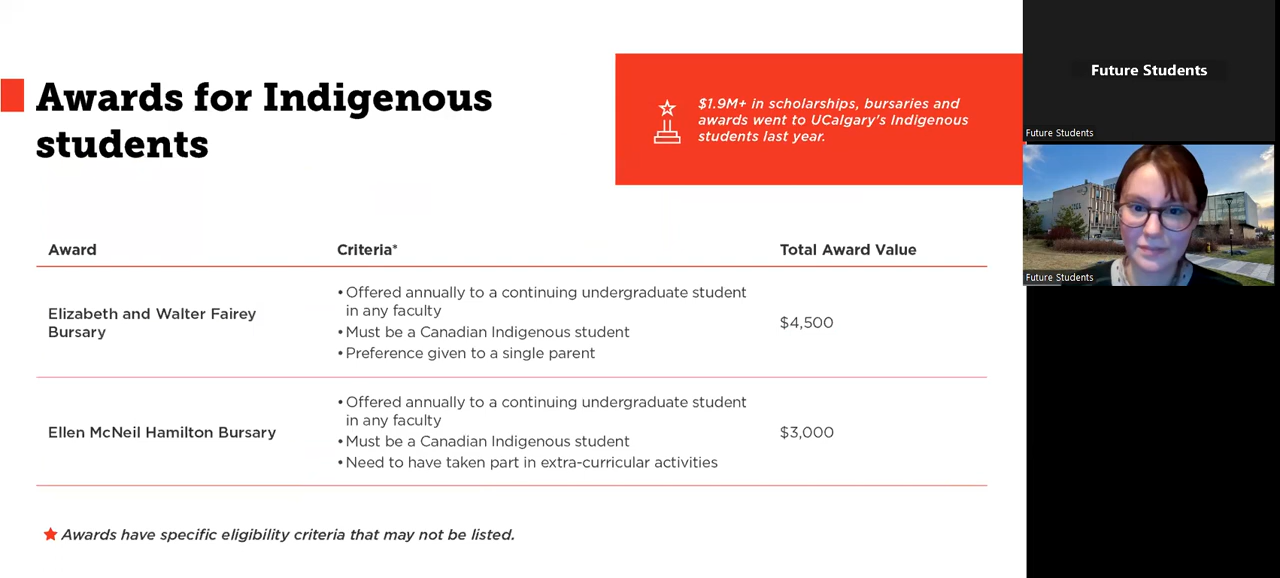 Awards for Indigenous
students
$1.9M+ in scholarships, bursaries and
awards went to UCalgary's Indigenous
students last year.
Award
Criteria*
Total Award Value
Elizabeth and Walter Fairey
Bursary
•Offered annually to a continuing undergraduate student
in any faculty
•Must be a Canadian Indigenous student
•Preference given to a single parent
$4,500
Ellen McNeil Hamilton Bursary
•Offered annually to a continuing undergraduate student
in any faculty
•Must be a Canadian Indigenous student
•Need to have taken part in extra-curricular activities
$3,000
★ Awards have specific eligibility criteria that may not be listed.
Future Students
Future Students
Future Students